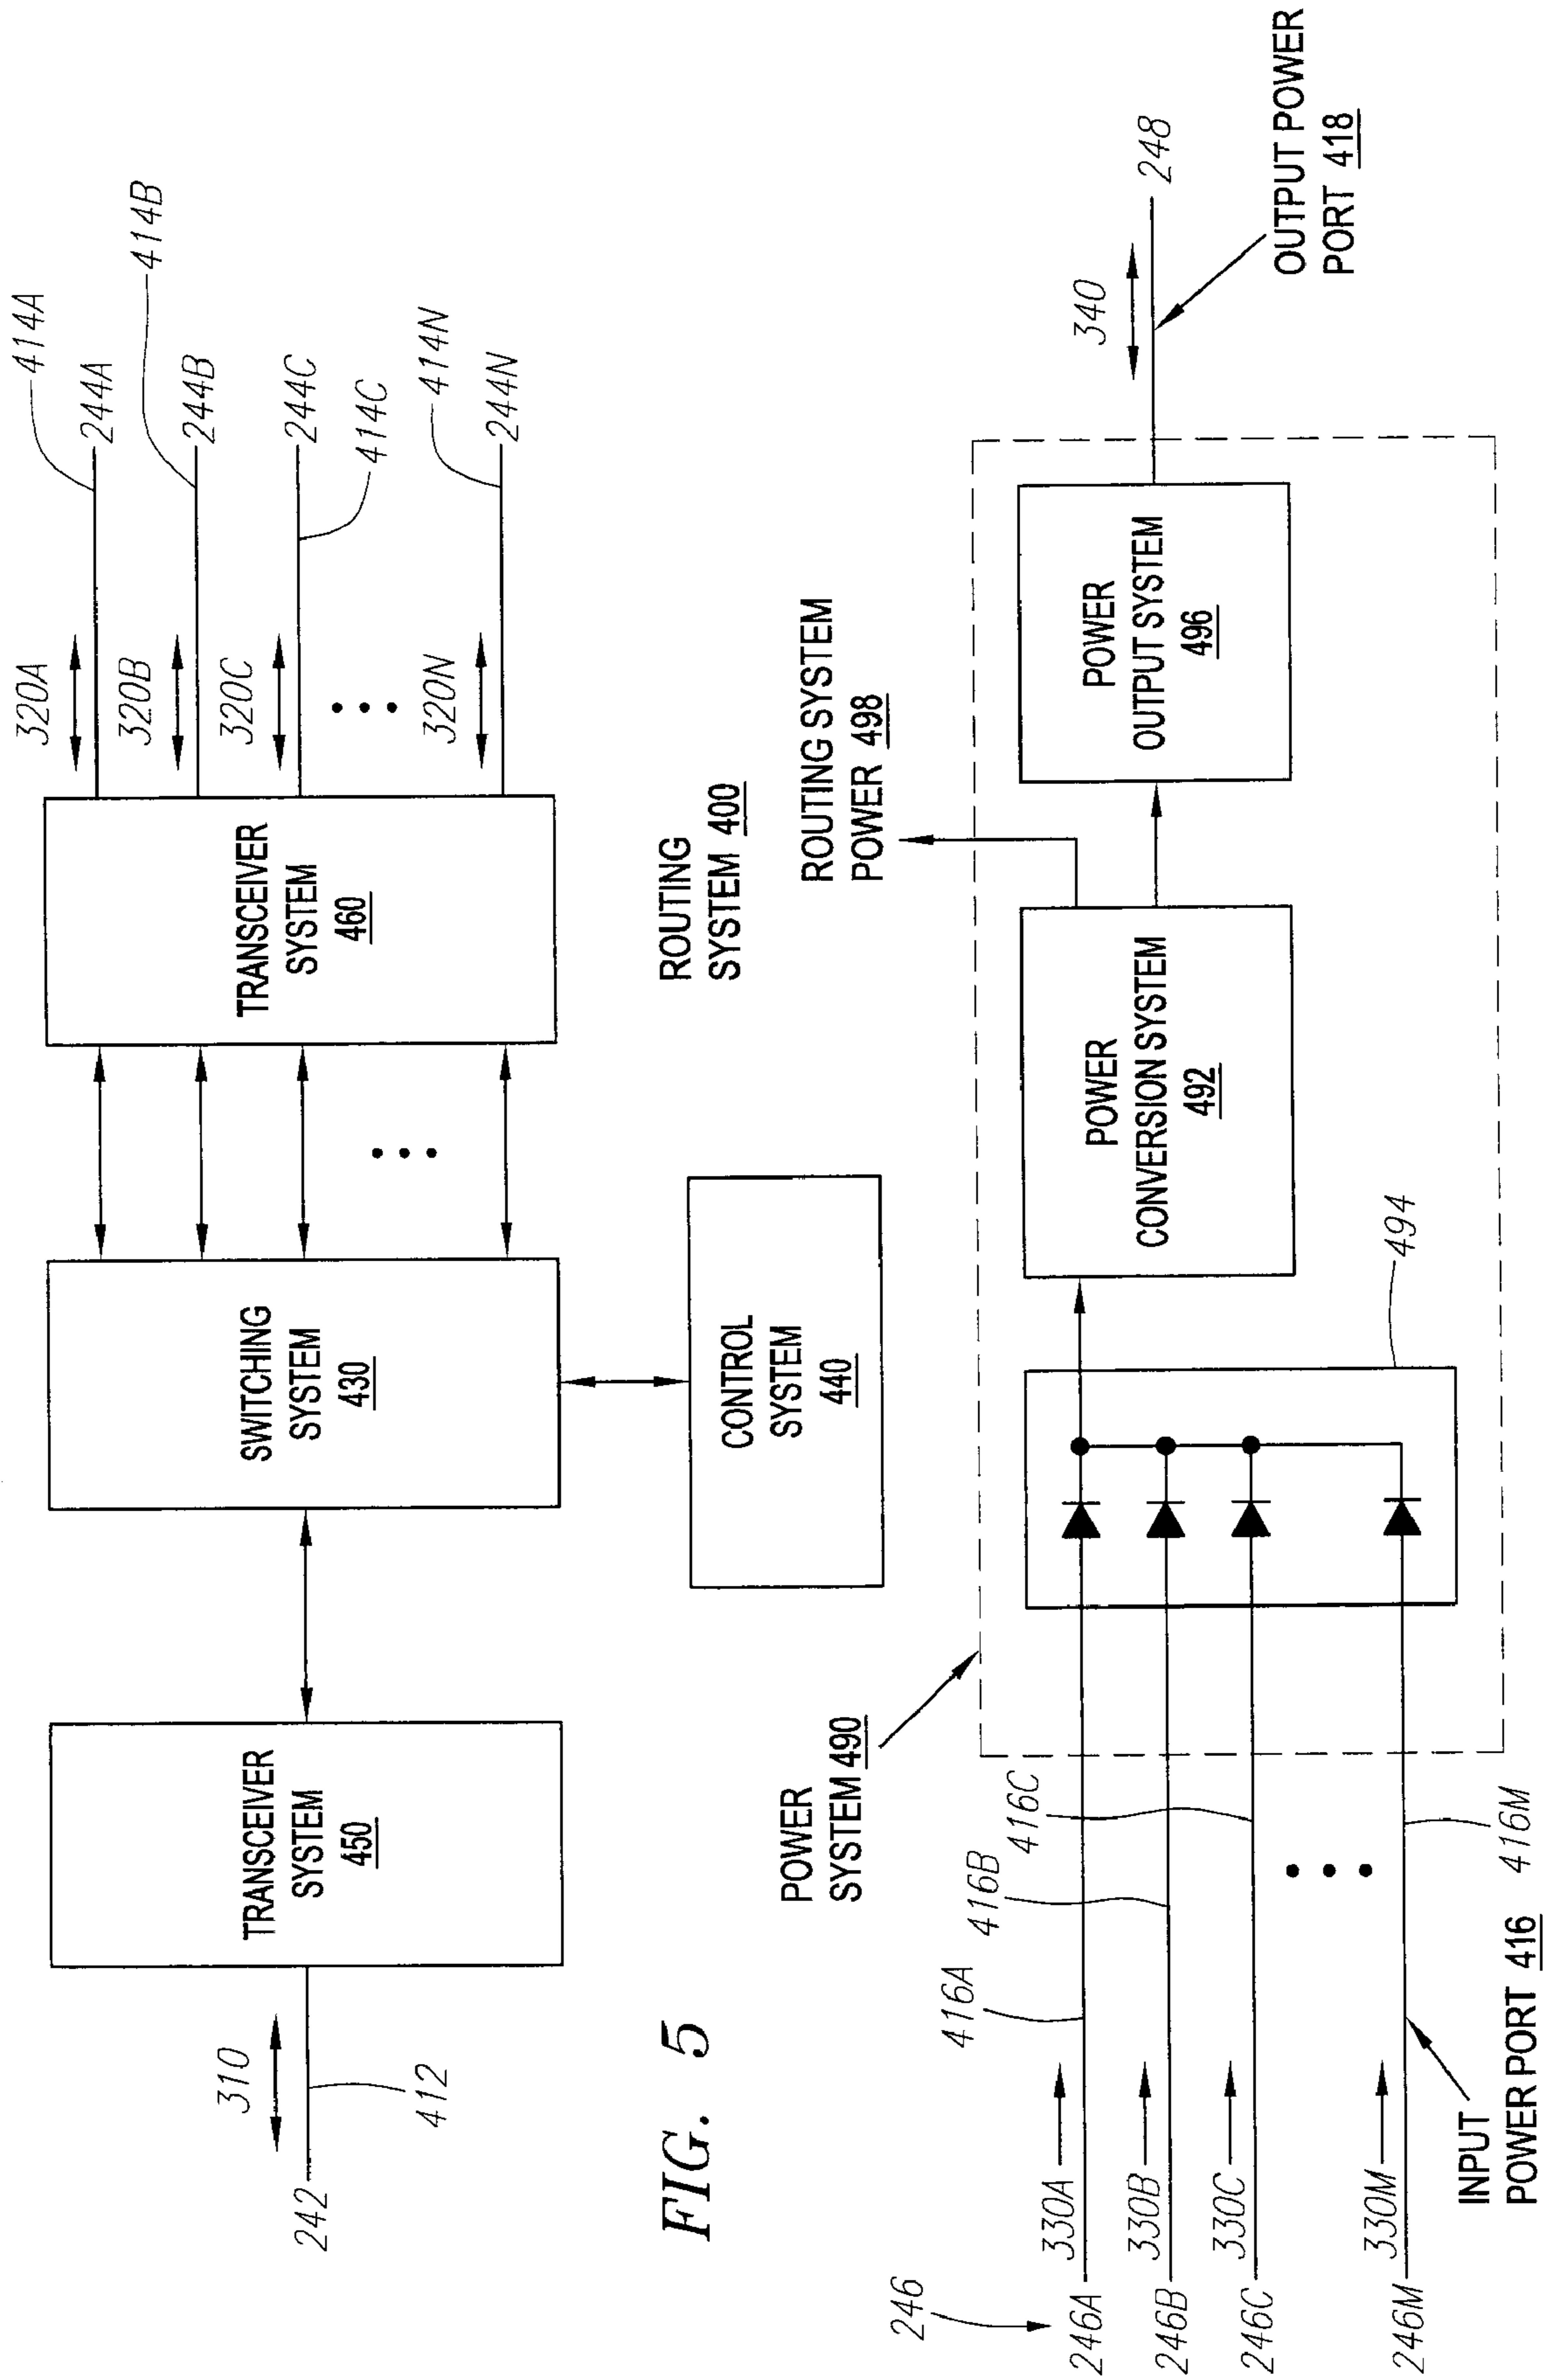 414A
244A
414B
244B
244C
414C
414N
244N
320A
320B
320C
320N
TRANSCEIVER
SYSTEM
460
SWITCHING
SYSTEM
430
CONTROL
SYSTEM
440
TRANSCEIVER
SYSTEM
450
310
412
242
ROUTING
SYSTEM 400
FIG. 5
ROUTING SYSTEM
POWER 498
340
248
OUTPUT POWER
PORT 418
POWER
OUTPUT SYSTEM
496
POWER
CONVERSION SYSTEM
492
494
POWER
SYSTEM 490
416A
416B
416C
416M
INPUT
POWER PORT 416
330A
330B
330C
330M
246
246A
246B
246C
246M